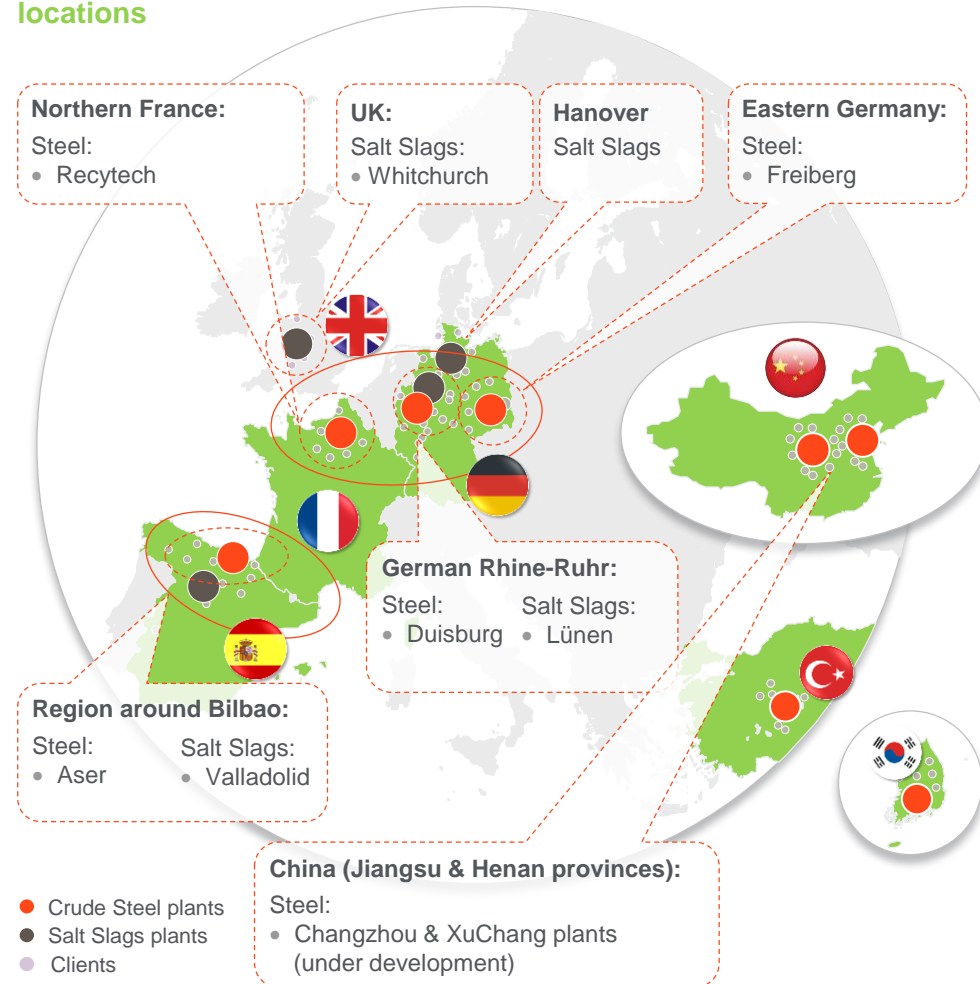 locations
Northern France:
Steel:
• Recytech
UK:
Salt Slags:
• Whitchurch
Hanover
Salt Slags
Eastern Germany:
Steel:
• Freiberg
German Rhine-Ruhr:
Steel:
• Duisburg
Salt Slags:
• Lünen
Region around Bilbao:
Steel:
• Aser
Salt Slags:
• Valladolid
China (Jiangsu & Henan provinces):
Steel:
• Changzhou & XuChang plants
(under development)
Crude Steel plants
Salt Slags plants
Clients